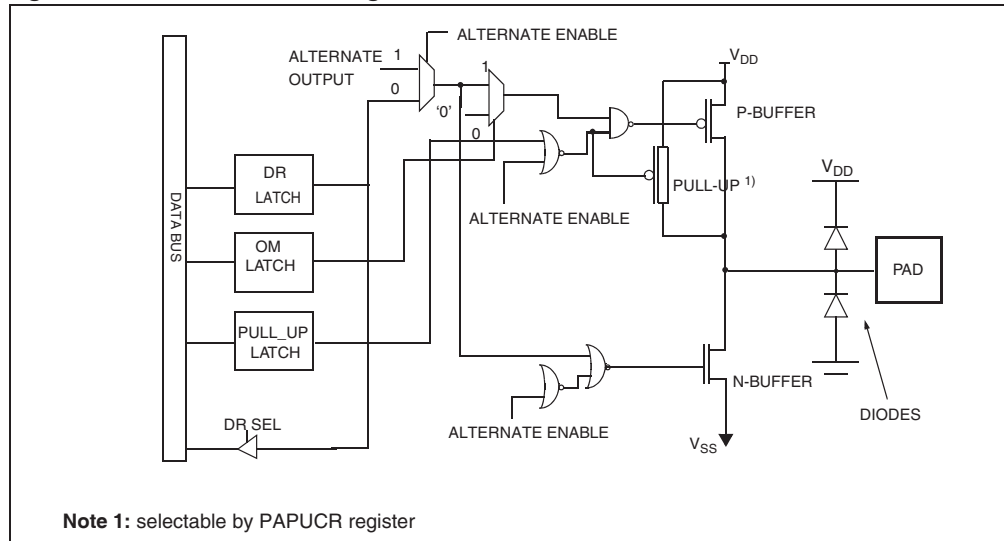 ALTERNATE ENABLE
ALTERNATE 1
OUTPUT
0
1
'0'
0
VDD
P-BUFFER
DR
LATCH
PULL-UP 1)
VDD
ALTERNATE ENABLE
DATA BUS
OM
LATCH
PAD
PULL_UP
LATCH
N-BUFFER
DR SEL
ALTERNATE ENABLE
DIODES
VSS
Note 1: selectable by PAPUCR register